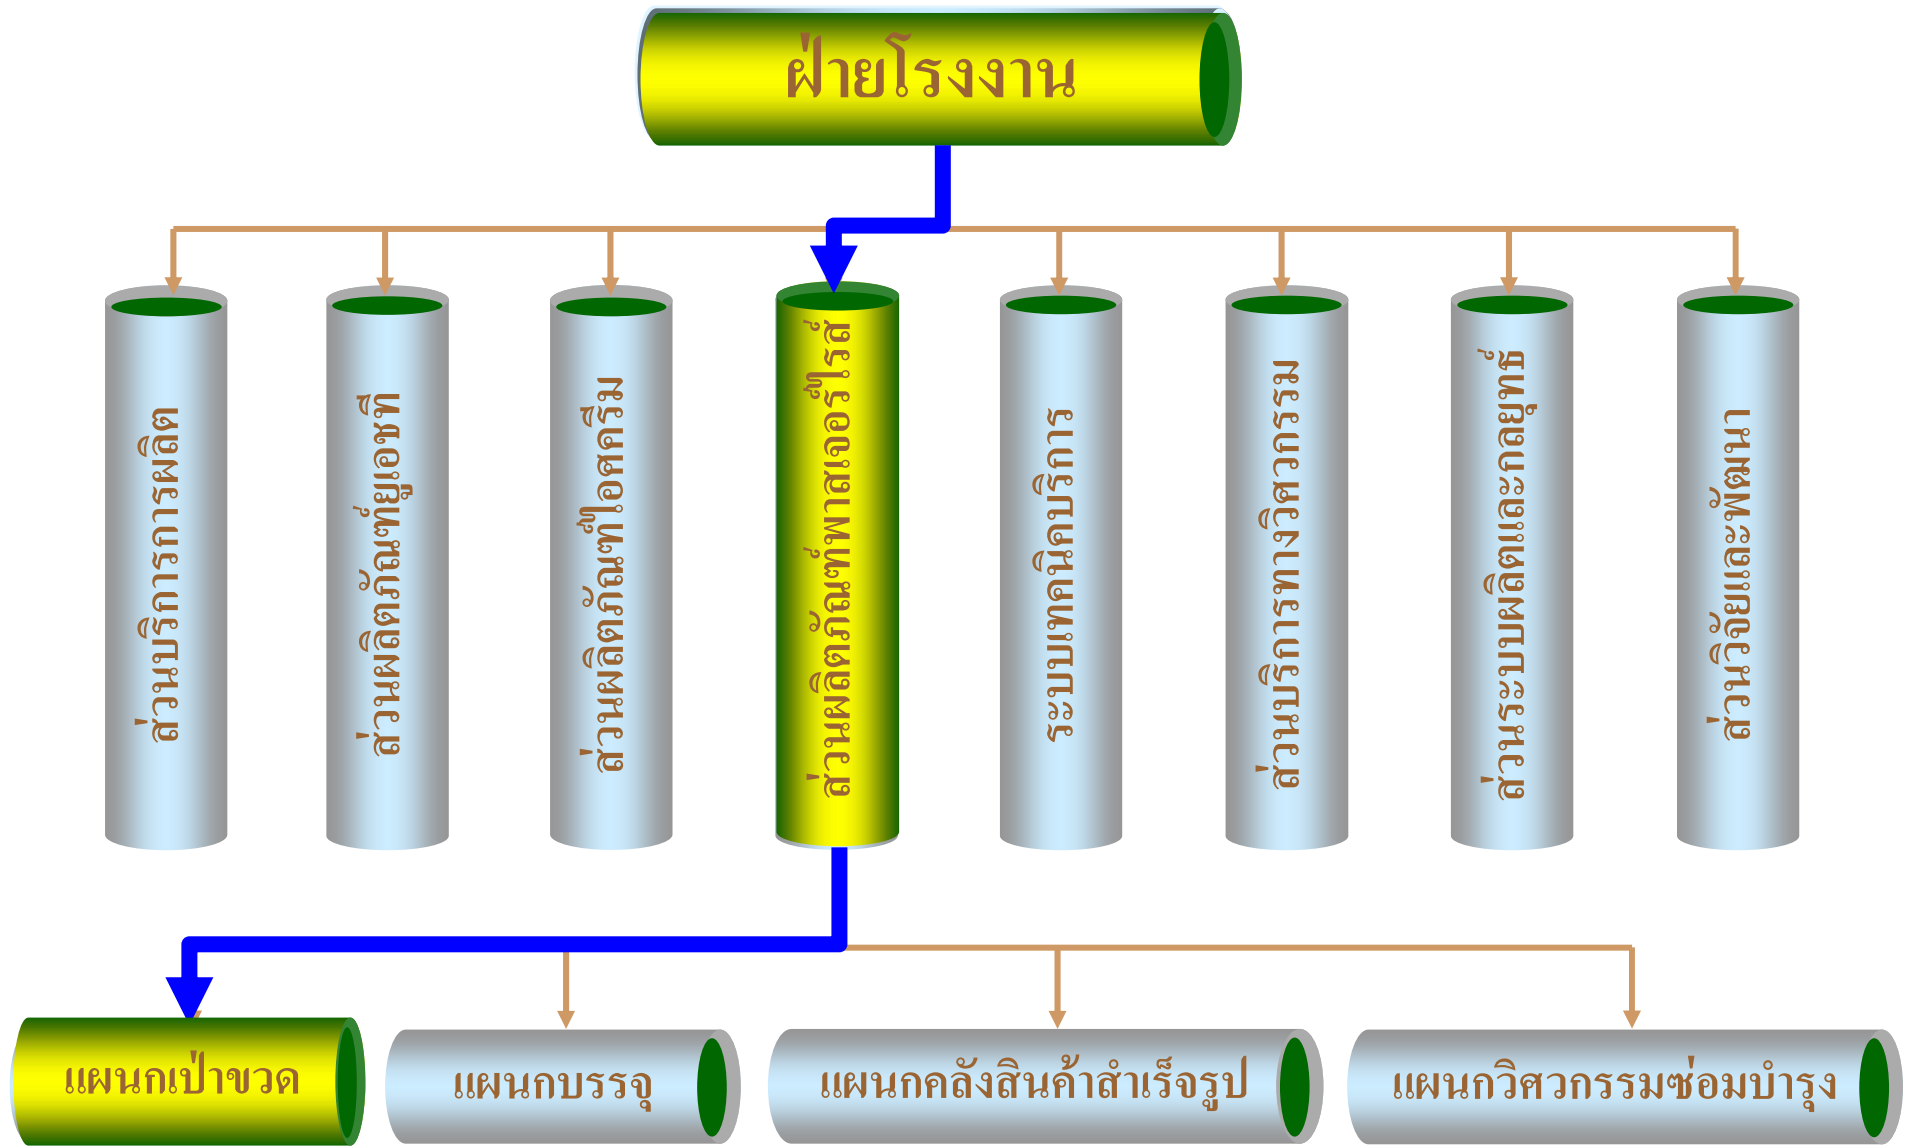 ฝ่ายโรงงาน
ส่วนบริการการผลิต
ส่วนผลิตภัณฑ์ยูเอชที
ส่วนผลิตภัณฑ์ไอศครีม
ส่วนผลิตภัณฑ์พาสเจอร์ไรส์
ระบบเทคนิคบริการ
ส่วนบริการทางวิศวกรรม
ส่วนระบบผลิตและกลยุทธ์
ส่วนวิจัยและพัฒนา
แผนกเป่าขวด
แผนกบรรจุ
แผนกคลังสินค้าสำเร็จรูป
แผนกวิศวกรรมซ่อมบำรุง